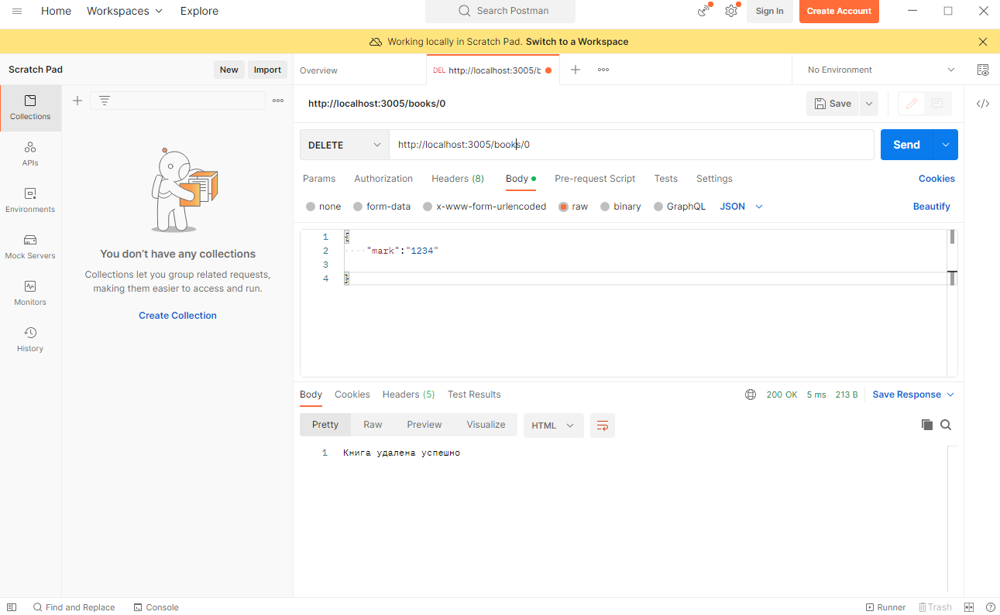 Home Workspaces Explore Search Postman Sign In Create Account
Working locally in Scratch Pad. Switch to a Workspace
Scratch Pad New Import Overview DEL http://localhost:3005/b No Environment
http://localhost:3005/books/0 Save
Collections
DELETE http://localhost:3005/books/0 Send
APIs
Params Authorization Headers (8) Body Pre-request Script Tests Settings Cookies
Environments
none form-data x-www-form-urlencoded raw binary GraphQL JSON Beautify
1 {
2 "mark":"1234"
3
4 }
Mock Servers
You don't have any collections
Collections let you group related requests,
making them easier to access and run.
Monitors
Create Collection
History
Body Cookies Headers (5) Test Results 200 OK 5 ms 213 B Save Response
Pretty Raw Preview Visualize HTML
1 Книга удалена успешно
Find and Replace Console Runner Trash